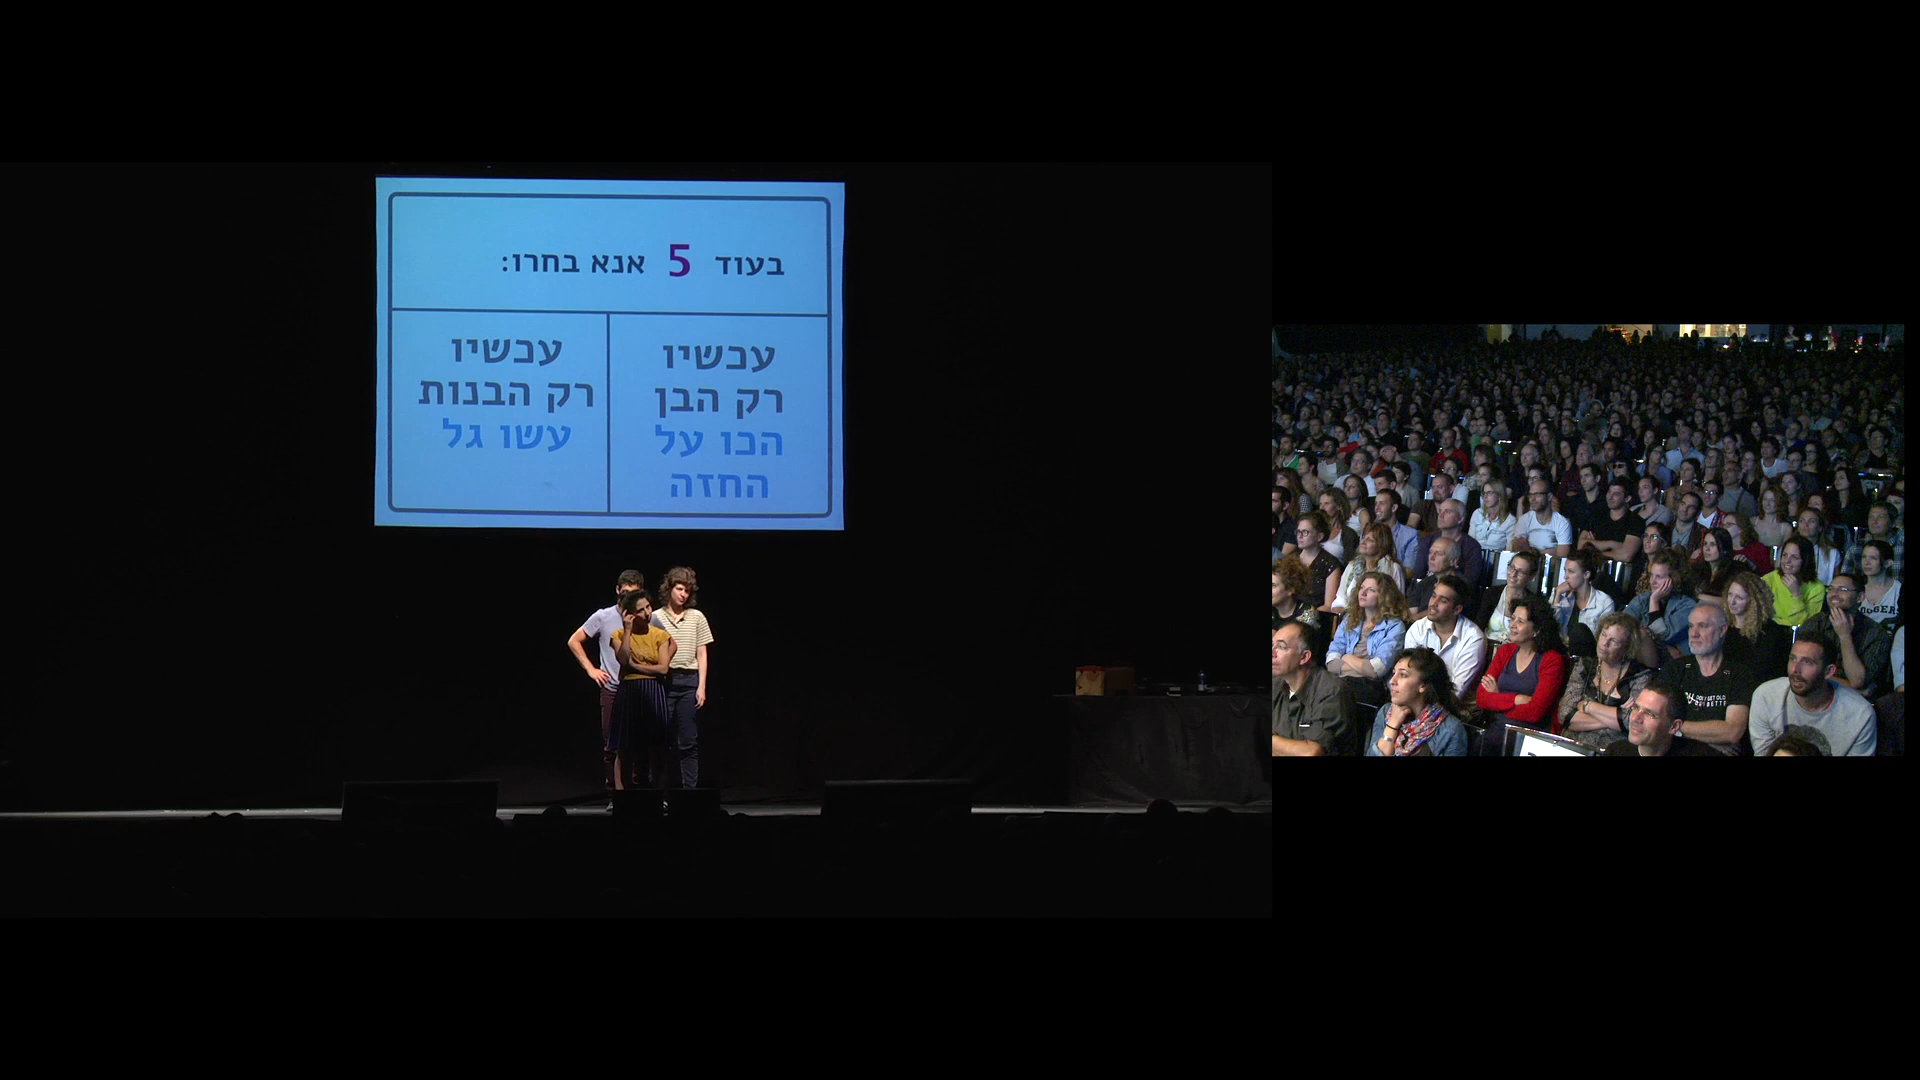 בעוד 5 אנא בחרו:
עכשיו
רק הבן
הכו על
החזה
עכשיו
רק הבנות
עשו גל